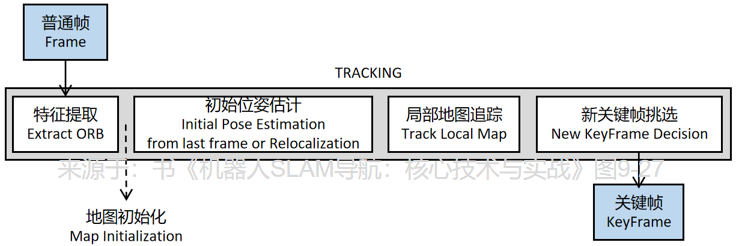 普通帧
Frame
TRACKING
特征提取
Extract ORB
初始位姿估计
Initial Pose Estimation
from last frame or Relocalization
局部地图追踪
Track Local Map
新关键帧挑选
New KeyFrame Decision
来源于：书《机器人SLAM导航：核心技术与实战》图9-27
地图初始化
Map Initialization
关键帧
KeyFrame